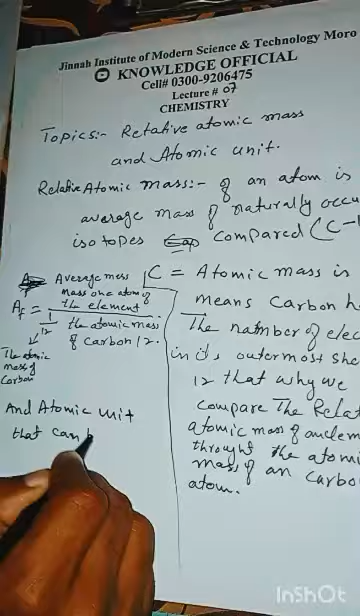 Jinnah Institute of Modern Science & Technology Moro
KNOWLEDGE OFFICIAL
Cell# 0300-9206475
Lecture # 07
CHEMISTRY
Topics:- Relative atomic mass
and Atomic unit.
Relative Atomic mass:- of an atom is
average mass of naturally occu
isotopes compared (C-1
Average mass
mass one atom of
the element
Ar =
1
12
the atomic mass
of carbon 12.
The atomic
mass of
Carbon
C = Atomic mass is
means Carbon h
The number of elec
in it's outermost she
12 that why we
Compare The Rela
atomic mass of an elem
throught the atomi
mass of an Carbo
atom.
And Atomic unit
that can
InShOt